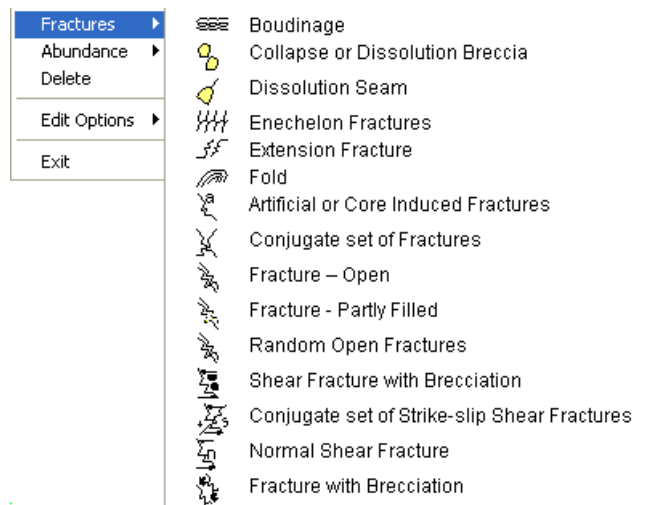 Fractures
Abundance
Delete
Edit Options
Exit
Boudinage
Collapse or Dissolution Breccia
Dissolution Seam
Enechelon Fractures
Extension Fracture
Fold
Artificial or Core Induced Fractures
Conjugate set of Fractures
Fracture – Open
Fracture - Partly Filled
Random Open Fractures
Shear Fracture with Brecciation
Conjugate set of Strike-slip Shear Fractures
Normal Shear Fracture
Fracture with Brecciation